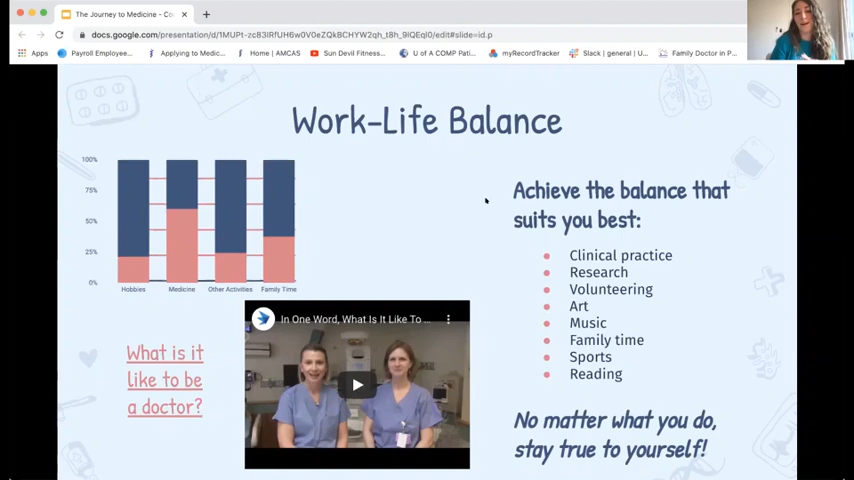 The Journey to Medicine - Co
docs.google.com/presentation/d/1MUPt-zc83IRfUH6w0V0eZQkBCHYW2qh_t8h_9lQEqI0/edit#slide=id.p
Apps Payroll Employee... Applying to Medic... Home | AMCAS Sun Devil Fitness... U of A COMP Pati... myRecordTracker Slack | general | U... Family Doctor in P...
Work-Life Balance
100%
75%
50%
25%
0%
Hobbies Medicine Other Activities Family Time
Achieve the balance that
suits you best:
Clinical practice
Research
Volunteering
Art
Music
Family time
Sports
Reading
What is it
like to be
a doctor?
In One Word, What Is It Like To ...
No matter what you do,
stay true to yourself!